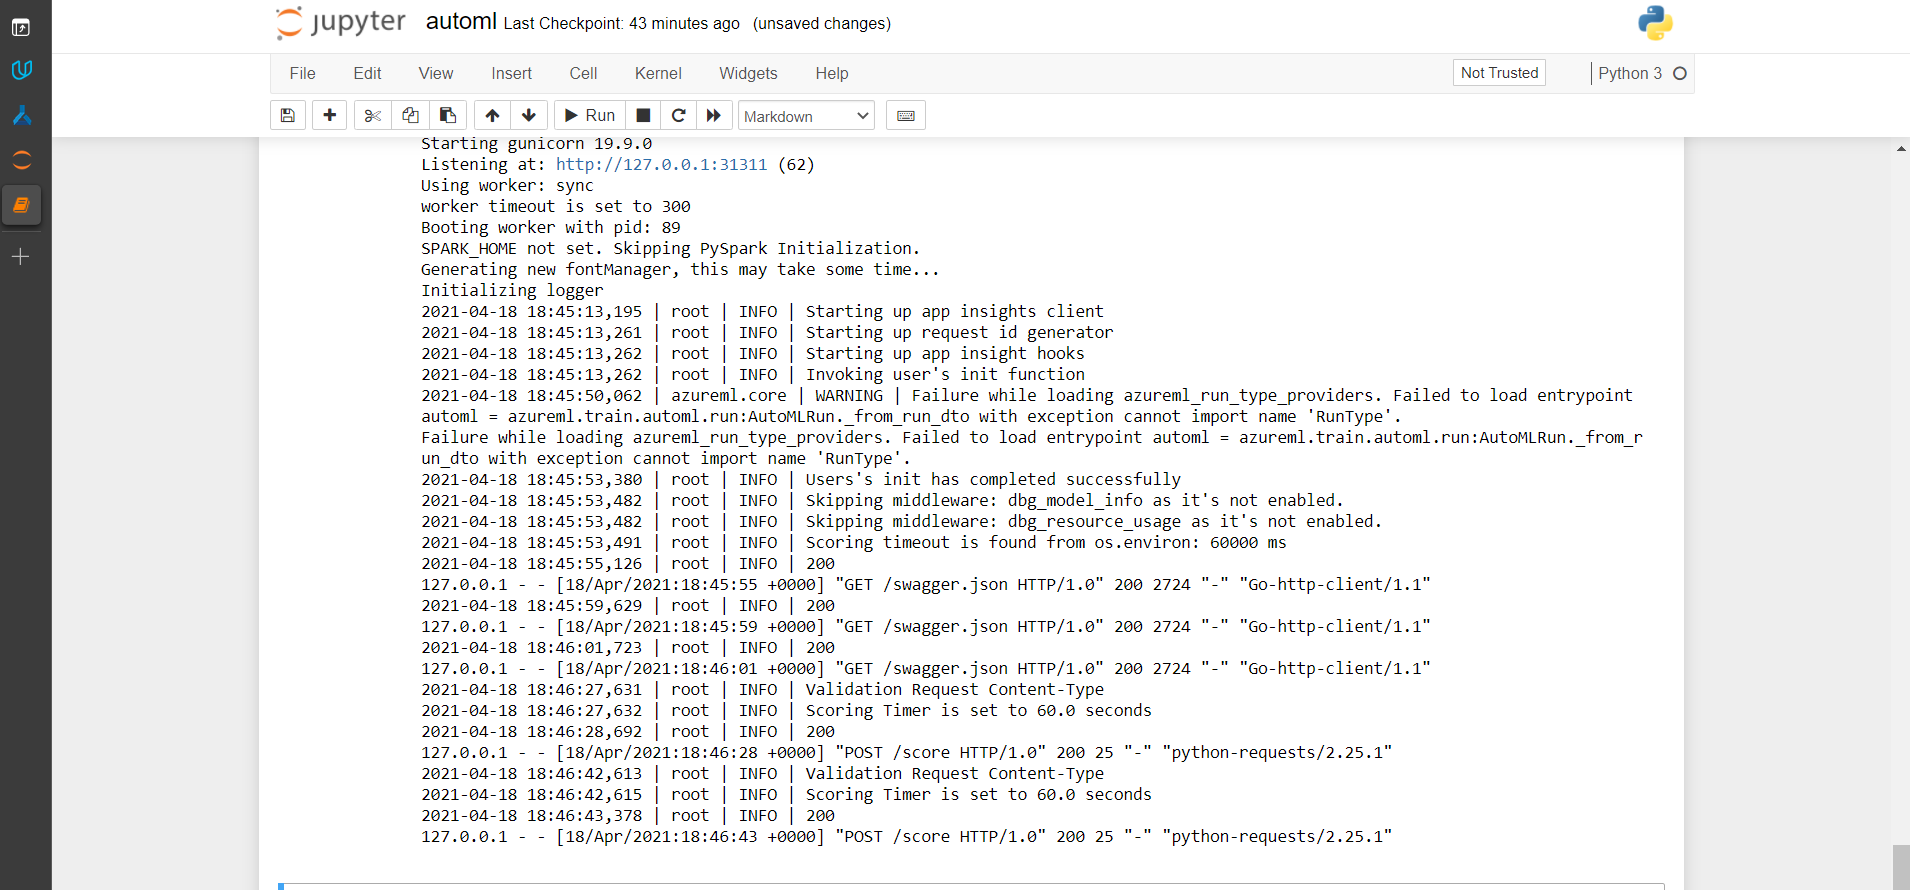 jupyter automl Last Checkpoint: 43 minutes ago (unsaved changes)
File Edit View Insert Cell Kernel Widgets Help Not Trusted Python 3
Run Markdown
Starting gunicorn 19.9.0
Listening at: http://127.0.0.1:31311 (62)
Using worker: sync
worker timeout is set to 300
Booting worker with pid: 89
SPARK_HOME not set. Skipping PySpark Initialization.
Generating new fontManager, this may take some time...
Initializing logger
2021-04-18 18:45:13,195 | root | INFO | Starting up app insights client
2021-04-18 18:45:13,261 | root | INFO | Starting up request id generator
2021-04-18 18:45:13,262 | root | INFO | Starting up app insight hooks
2021-04-18 18:45:13,262 | root | INFO | Invoking user's init function
2021-04-18 18:45:50,062 | azureml.core | WARNING | Failure while loading azureml_run_type_providers. Failed to load entrypoint
automl = azureml.train.automl.run:AutoMLRun._from_run_dto with exception cannot import name 'RunType'.
Failure while loading azureml_run_type_providers. Failed to load entrypoint automl = azureml.train.automl.run:AutoMLRun._from_r
un_dto with exception cannot import name 'RunType'.
2021-04-18 18:45:53,380 | root | INFO | Users's init has completed successfully
2021-04-18 18:45:53,482 | root | INFO | Skipping middleware: dbg_model_info as it's not enabled.
2021-04-18 18:45:53,482 | root | INFO | Skipping middleware: dbg_resource_usage as it's not enabled.
2021-04-18 18:45:53,491 | root | INFO | Scoring timeout is found from os.environ: 60000 ms
2021-04-18 18:45:55,126 | root | INFO | 200
127.0.0.1 - - [18/Apr/2021:18:45:55 +0000] "GET /swagger.json HTTP/1.0" 200 2724 "-" "Go-http-client/1.1"
2021-04-18 18:45:59,629 | root | INFO | 200
127.0.0.1 - - [18/Apr/2021:18:45:59 +0000] "GET /swagger.json HTTP/1.0" 200 2724 "-" "Go-http-client/1.1"
2021-04-18 18:46:01,723 | root | INFO | 200
127.0.0.1 - - [18/Apr/2021:18:46:01 +0000] "GET /swagger.json HTTP/1.0" 200 2724 "-" "Go-http-client/1.1"
2021-04-18 18:46:27,631 | root | INFO | Validation Request Content-Type
2021-04-18 18:46:27,632 | root | INFO | Scoring Timer is set to 60.0 seconds
2021-04-18 18:46:28,692 | root | INFO | 200
127.0.0.1 - - [18/Apr/2021:18:46:28 +0000] "POST /score HTTP/1.0" 200 25 "-" "python-requests/2.25.1"
2021-04-18 18:46:42,613 | root | INFO | Validation Request Content-Type
2021-04-18 18:46:42,615 | root | INFO | Scoring Timer is set to 60.0 seconds
2021-04-18 18:46:43,378 | root | INFO | 200
127.0.0.1 - - [18/Apr/2021:18:46:43 +0000] "POST /score HTTP/1.0" 200 25 "-" "python-requests/2.25.1"